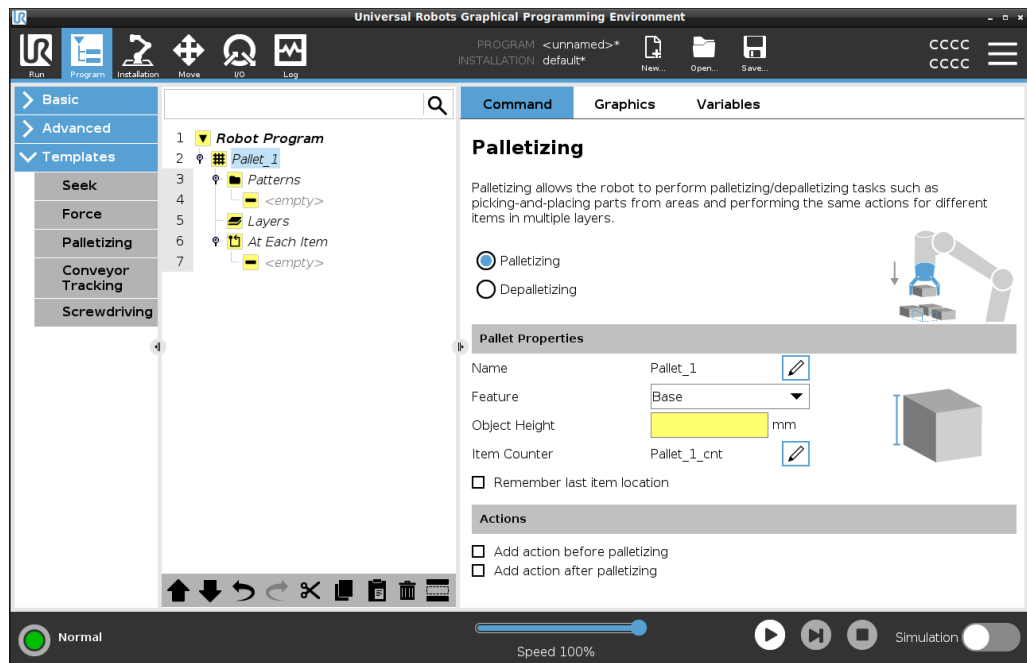 UR
Universal Robots Graphical Programming Environment
UR
Run
Program
Installation
Move
I/O
Log
PROGRAM <unnamed>*
INSTALLATION default*
New...
Open...
Save...
CCCC
CCCC
Basic
Advanced
Templates
Seek
Force
Palletizing
Conveyor
Tracking
Screwdriving
1 Robot Program
2 Pallet_1
3 Patterns
4 <empty>
5 Layers
6 At Each Item
7 <empty>
Command Graphics Variables
Palletizing
Palletizing allows the robot to perform palletizing/depalletizing tasks such as
picking-and-placing parts from areas and performing the same actions for different
items in multiple layers.
Palletizing
Depalletizing
Pallet Properties
Name Pallet_1
Feature Base
Object Height mm
Item Counter Pallet_1_cnt
Remember last item location
Actions
Add action before palletizing
Add action after palletizing
Normal
Speed 100%
Simulation